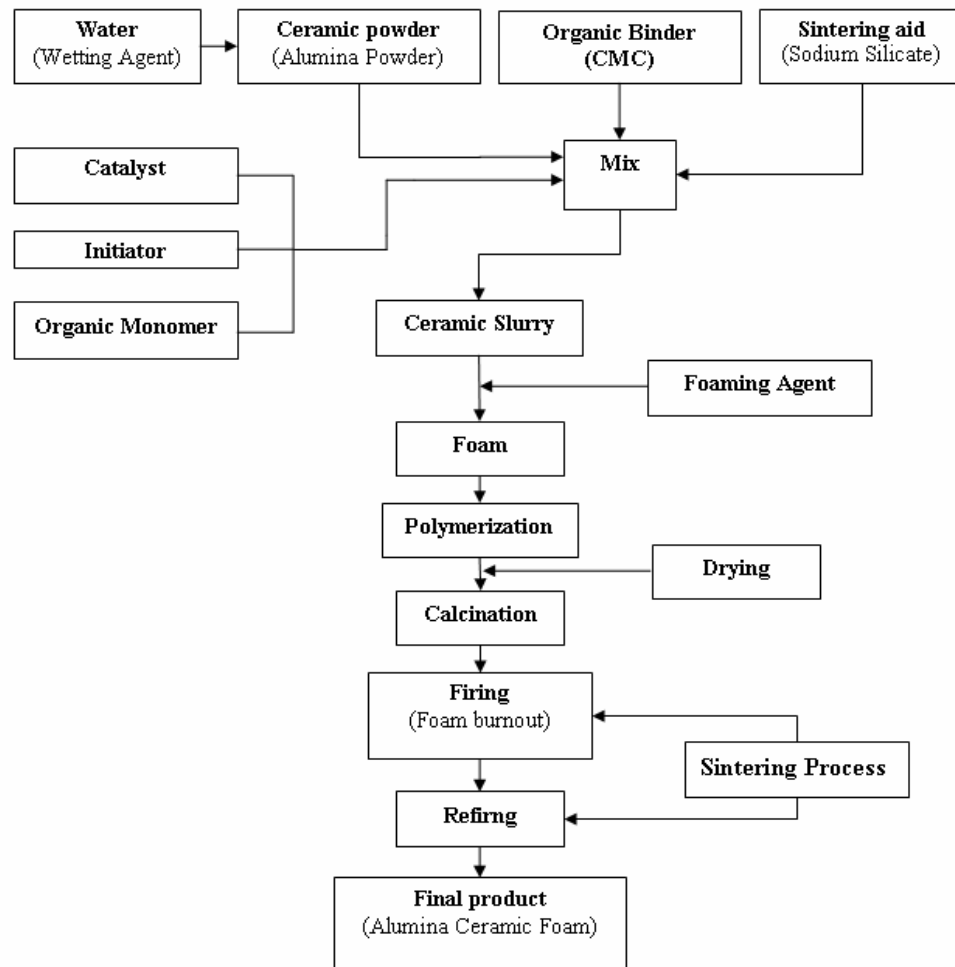 Water
(Wetting Agent)
Ceramic powder
(Alumina Powder)
Organic Binder
(CMC)
Sintering aid
(Sodium Silicate)
Catalyst
Mix
Initiator
Organic Monomer
Ceramic Slurry
Foaming Agent
Foam
Polymerization
Drying
Calcination
Firing
(Foam burnout)
Sintering Process
Refirng
Final product
(Alumina Ceramic Foam)